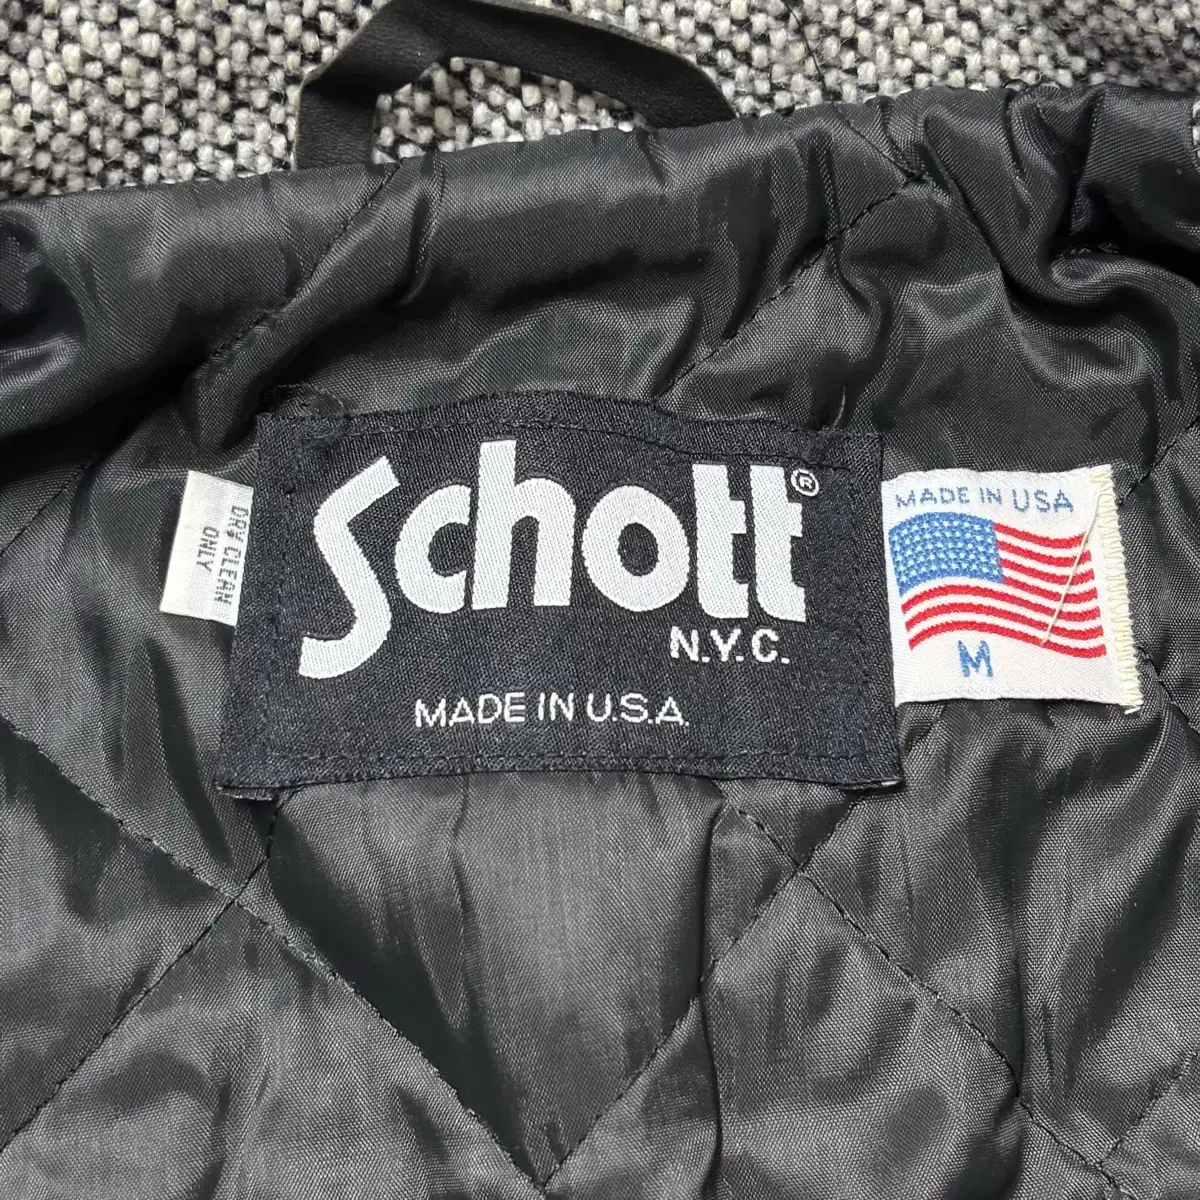 Schott®
N.Y.C.
MADE IN U.S.A.
DRY CLEAN
ONLY
MADE IN USA
M